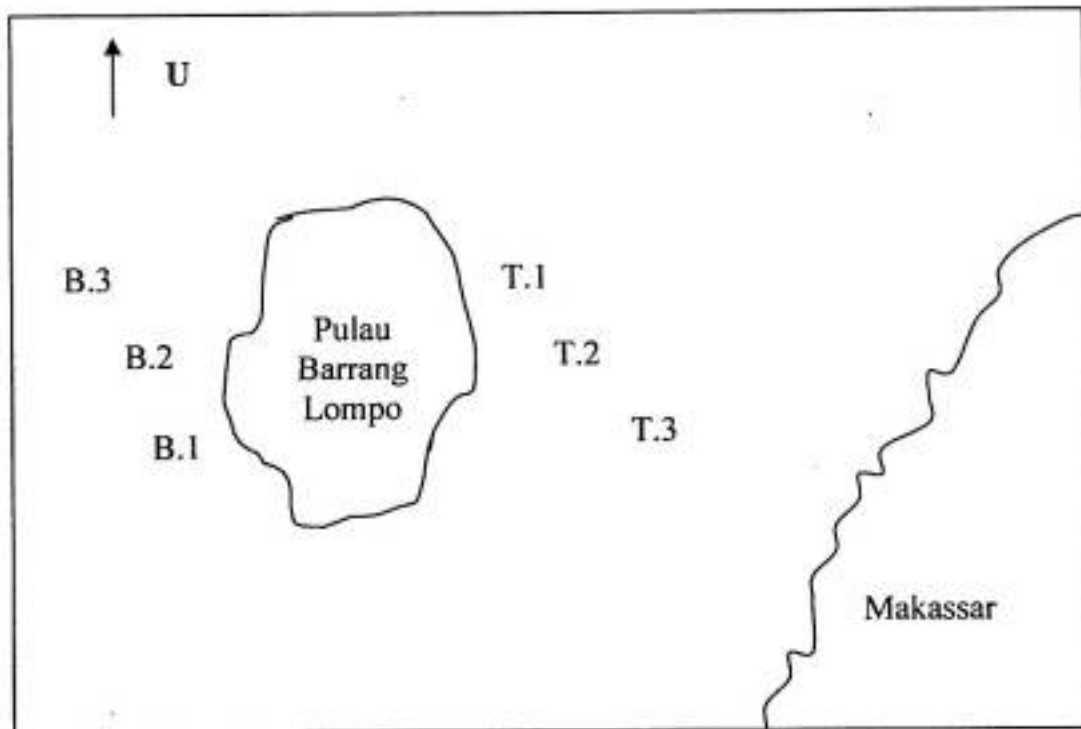 U
B.3
T.1
Pulau
B.2
T.2
Barrang
Lompo
T.3
B.1
Makassar